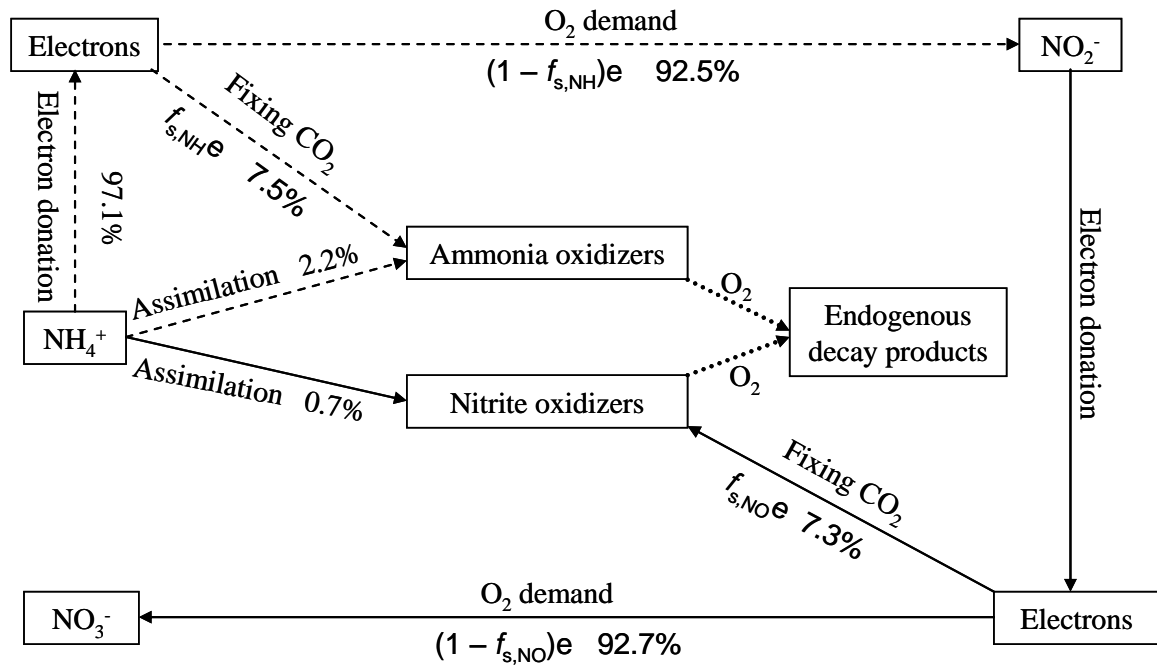 O₂ demand
Electrons
NO₂⁻
(1 – fs,NH)e 92.5%
Fixing CO₂
fs,NHe 7.5%
Electron donation
97.1%
Ammonia oxidizers
Assimilation 2.2%
O₂
Endogenous
decay products
NH₄⁺
Electron donation
Assimilation 0.7%
Nitrite oxidizers
O₂
Fixing CO₂
fs,NOe 7.3%
O₂ demand
NO₃⁻
Electrons
(1 – fs,NO)e 92.7%